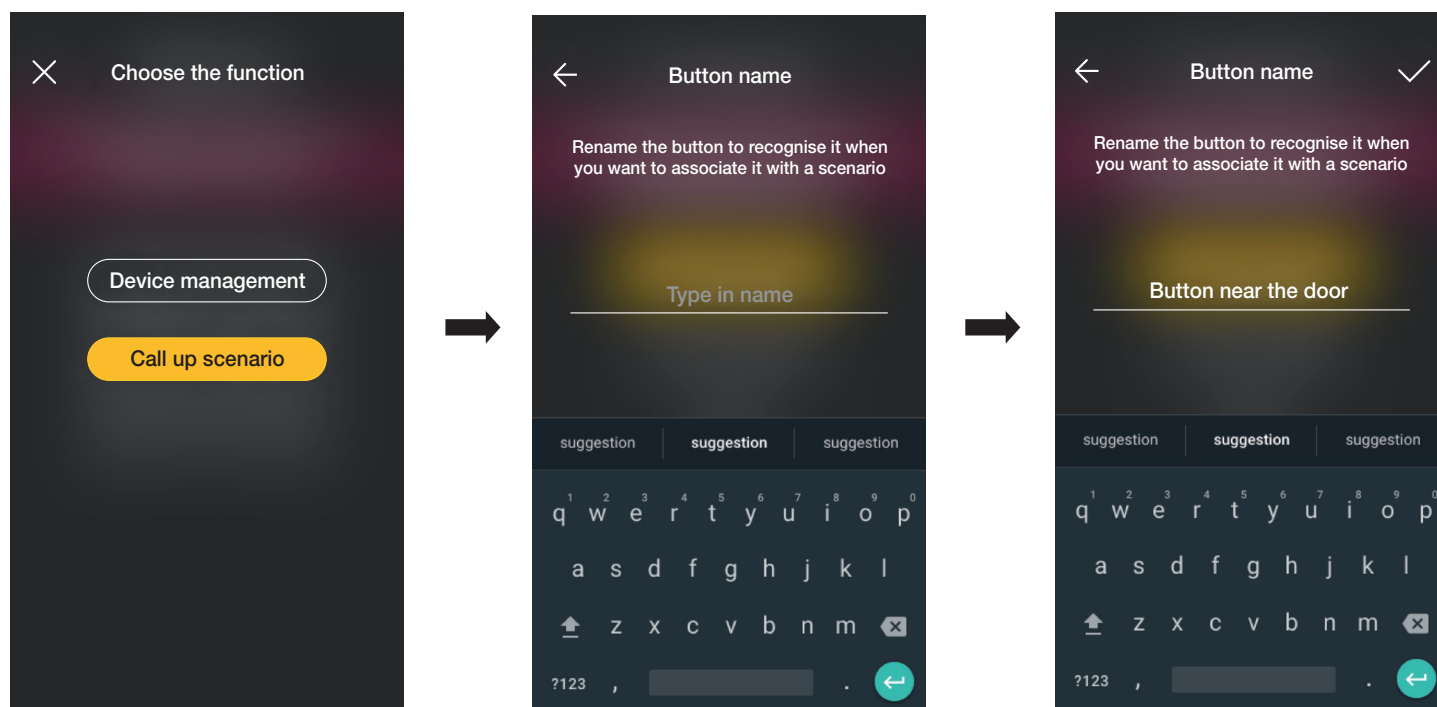 Choose the function
Device management
Call up scenario
Button name
Rename the button to recognise it when
you want to associate it with a scenario
Type in name
suggestion suggestion suggestion
1 2 3 4 5 6 7 8 9 0
q w e r t y u i o p
a s d f g h j k l
z x c v b n m
?123 , .
Button name
Rename the button to recognise it when
you want to associate it with a scenario
Button near the door
suggestion suggestion suggestion
1 2 3 4 5 6 7 8 9 0
q w e r t y u i o p
a s d f g h j k l
z x c v b n m
?123 , .